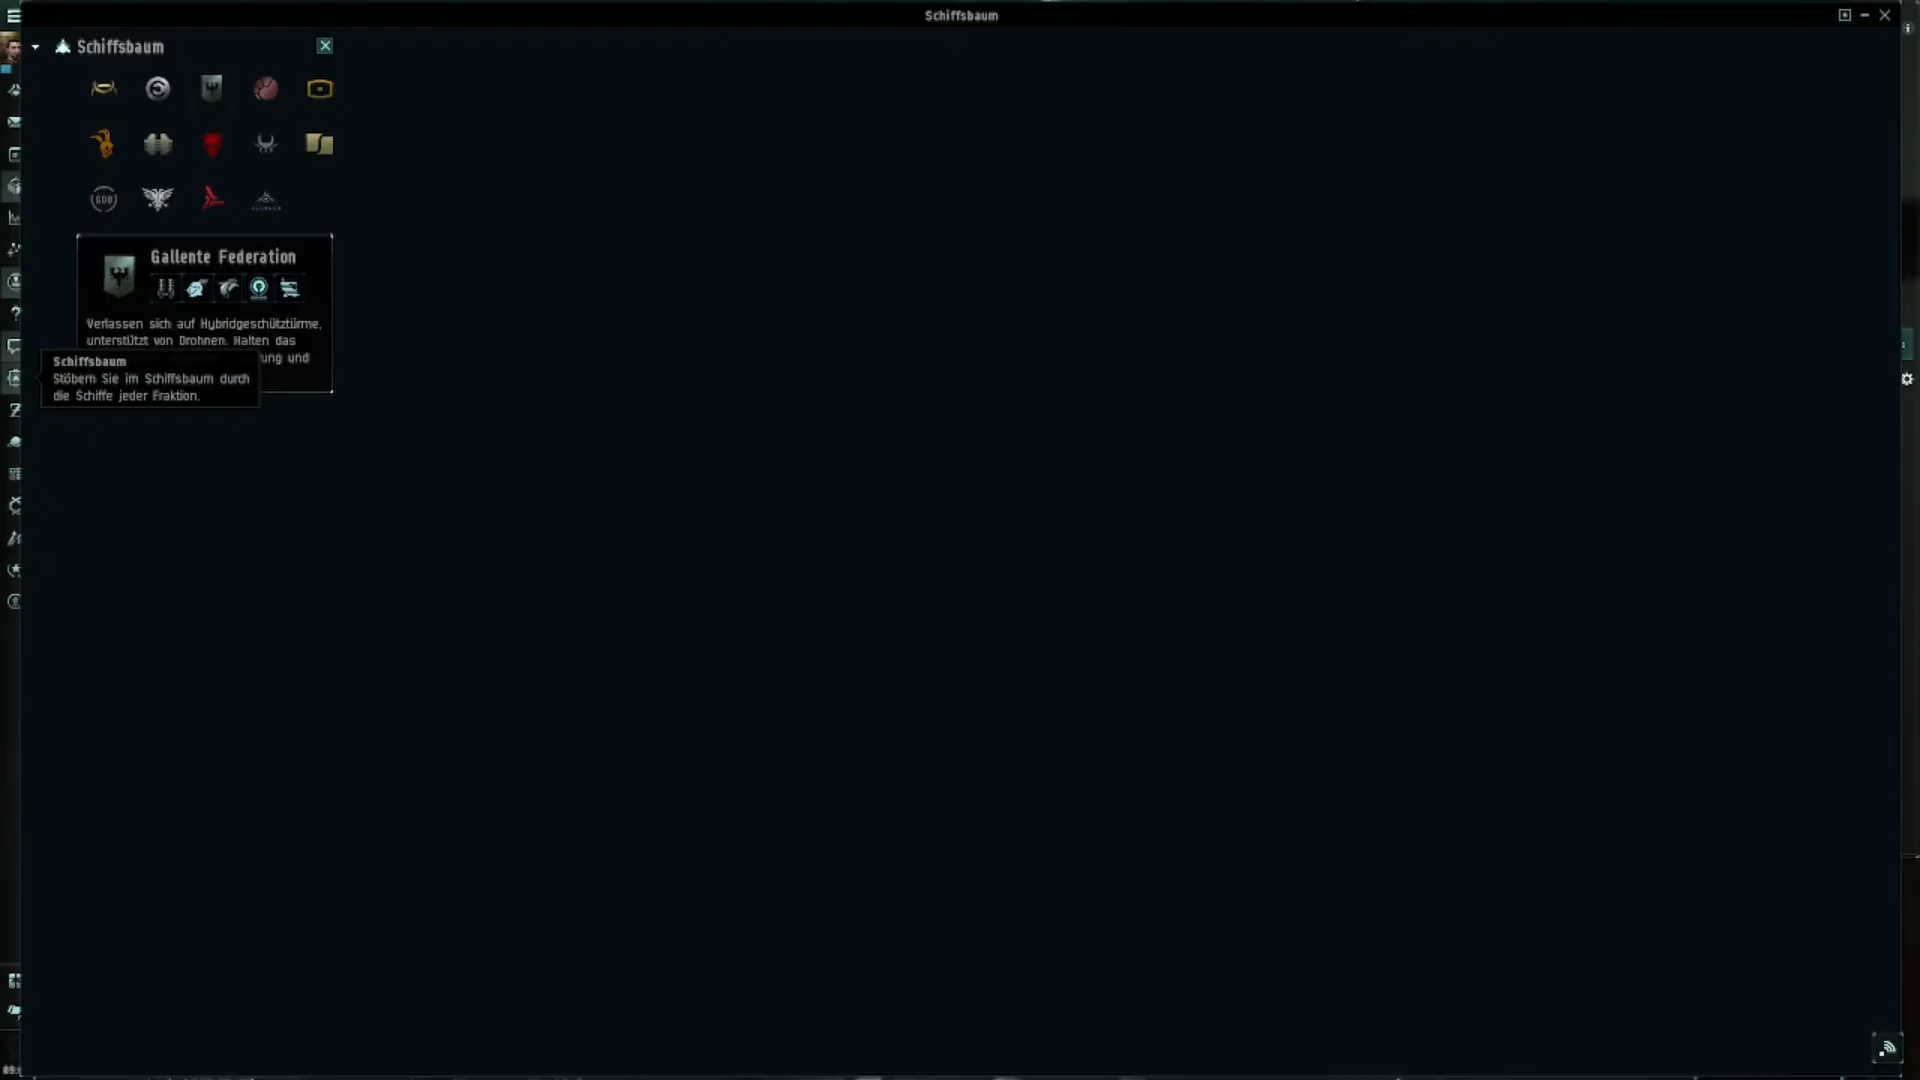 Schiffsbaum
Schiffsbaum
Gallente Federation
Verlassen sich auf Hybridgeschütztürme,
unterstützt von Drohnen. Halten das
ung und
Schiffsbaum
Stöbern Sie im Schiffsbaum durch
die Schiffe jeder Fraktion.